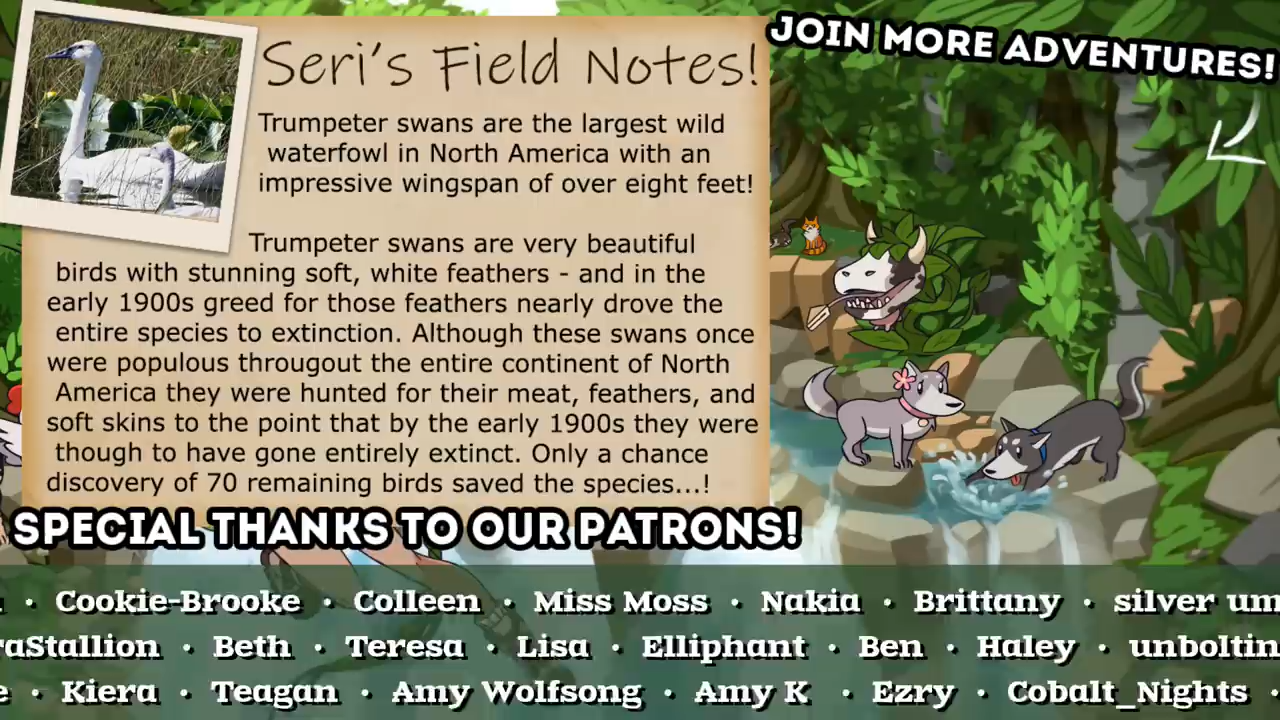 Seri's Field Notes!
JOIN MORE ADVENTURES!
Trumpeter swans are the largest wild
waterfowl in North America with an
impressive wingspan of over eight feet!
Trumpeter swans are very beautiful
birds with stunning soft, white feathers - and in the
early 1900s greed for those feathers nearly drove the
entire species to extinction. Although these swans once
were populous througout the entire continent of North
America they were hunted for their meat, feathers, and
soft skins to the point that by the early 1900s they were
though to have gone entirely extinct. Only a chance
discovery of 70 remaining birds saved the species...!
SPECIAL THANKS TO OUR PATRONS!
· Cookie-Brooke · Colleen · Miss Moss · Nakia · Brittany · silver um
raStallion · Beth · Teresa · Lisa · Elliphant · Ben · Haley · unboltin
e · Kiera · Teagan · Amy Wolfsong · Amy K · Ezry · Cobalt_Nights ·